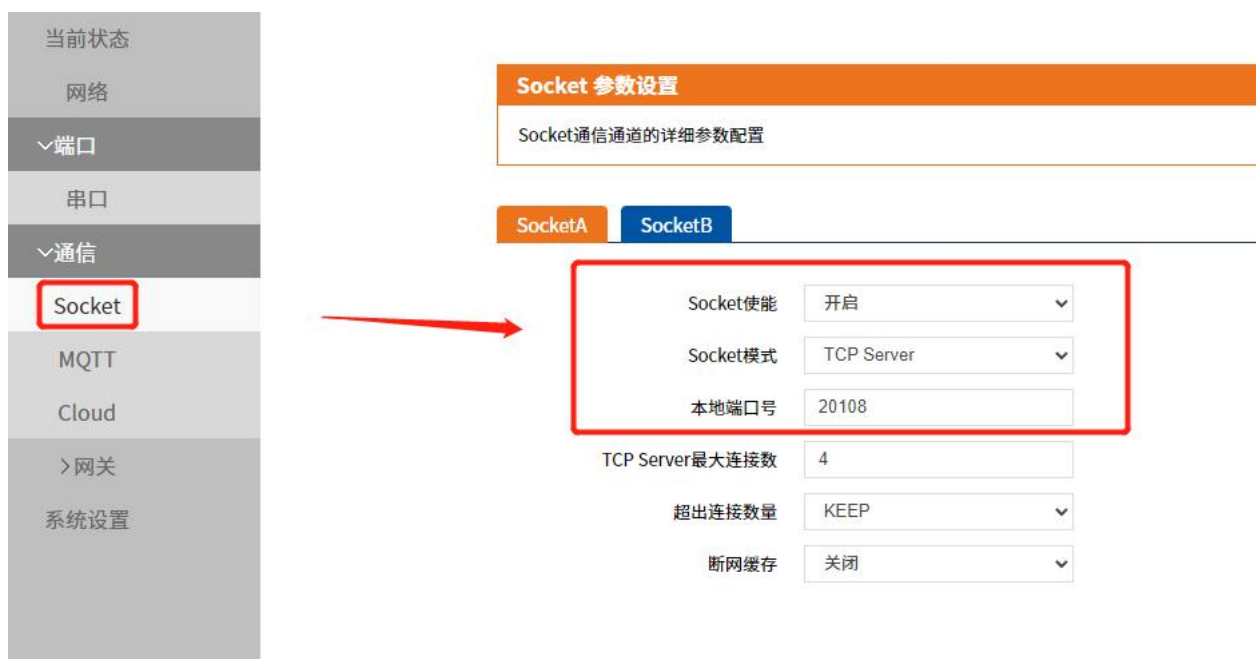 当前状态
网络
端口
串口
通信
Socket
MQTT
Cloud
网关
系统设置
Socket 参数设置
Socket通信通道的详细参数配置
SocketA SocketB
Socket使能 开启
Socket模式 TCP Server
本地端口号 20108
TCP Server最大连接数 4
超出连接数量 KEEP
断网缓存 关闭